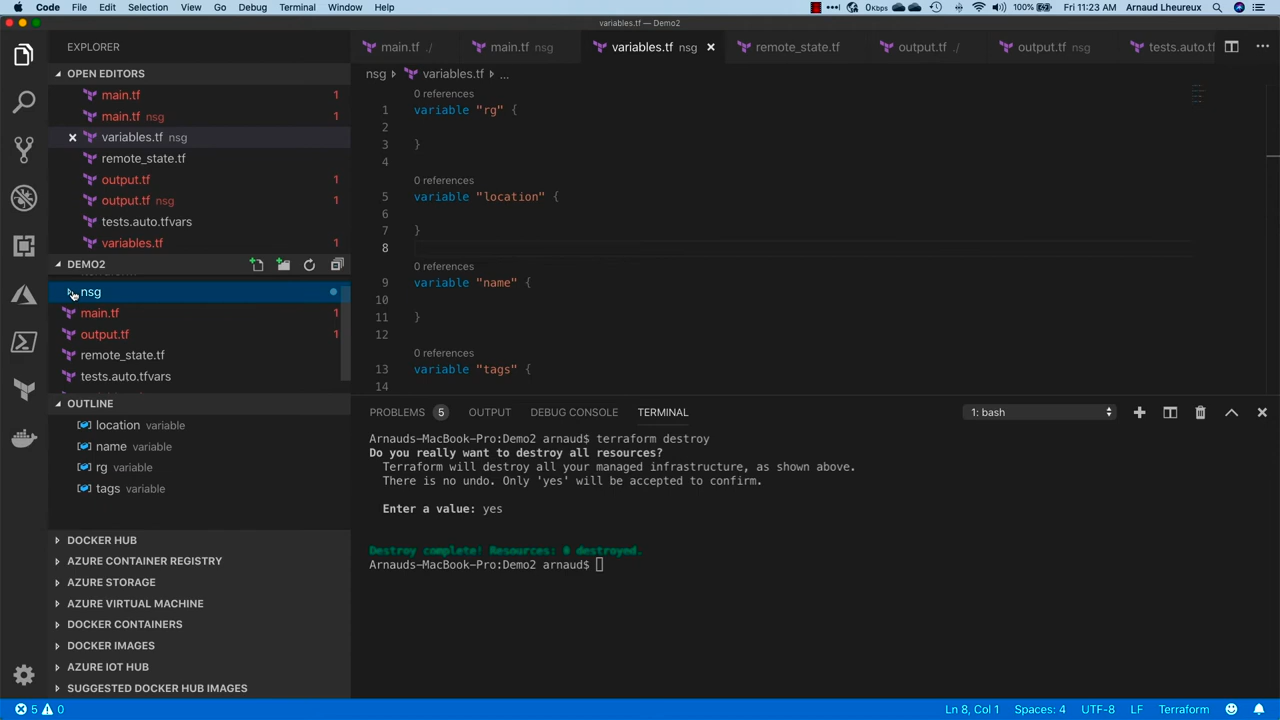 Code File Edit Selection View Go Debug Terminal Window Help
0Kbps 100% Fri 11:23 AM Arnaud Lheureux
variables.tf — Demo2
EXPLORER
main.tf ./
main.tf nsg
variables.tf nsg
remote_state.tf
output.tf ./
output.tf nsg
tests.auto.tf
OPEN EDITORS
main.tf 1
main.tf nsg 1
variables.tf nsg
remote_state.tf
output.tf 1
output.tf nsg 1
tests.auto.tfvars
variables.tf 1
DEMO2
nsg
main.tf 1
output.tf 1
remote_state.tf
tests.auto.tfvars
OUTLINE
location variable
name variable
rg variable
tags variable
DOCKER HUB
AZURE CONTAINER REGISTRY
AZURE STORAGE
AZURE VIRTUAL MACHINE
DOCKER CONTAINERS
DOCKER IMAGES
AZURE IOT HUB
SUGGESTED DOCKER HUB IMAGES
nsg variables.tf ...
0 references
1 variable "rg" {
2
3 }
4
0 references
5 variable "location" {
6
7 }
8
0 references
9 variable "name" {
10
11 }
12
0 references
13 variable "tags" {
14
PROBLEMS 5 OUTPUT DEBUG CONSOLE TERMINAL 1: bash
Arnauds-MacBook-Pro:Demo2 arnaud$ terraform destroy
Do you really want to destroy all resources?
Terraform will destroy all your managed infrastructure, as shown above.
There is no undo. Only 'yes' will be accepted to confirm.
Enter a value: yes
Destroy complete! Resources: 0 destroyed.
Arnauds-MacBook-Pro:Demo2 arnaud$
5 0 Ln 8, Col 1 Spaces: 4 UTF-8 LF Terraform